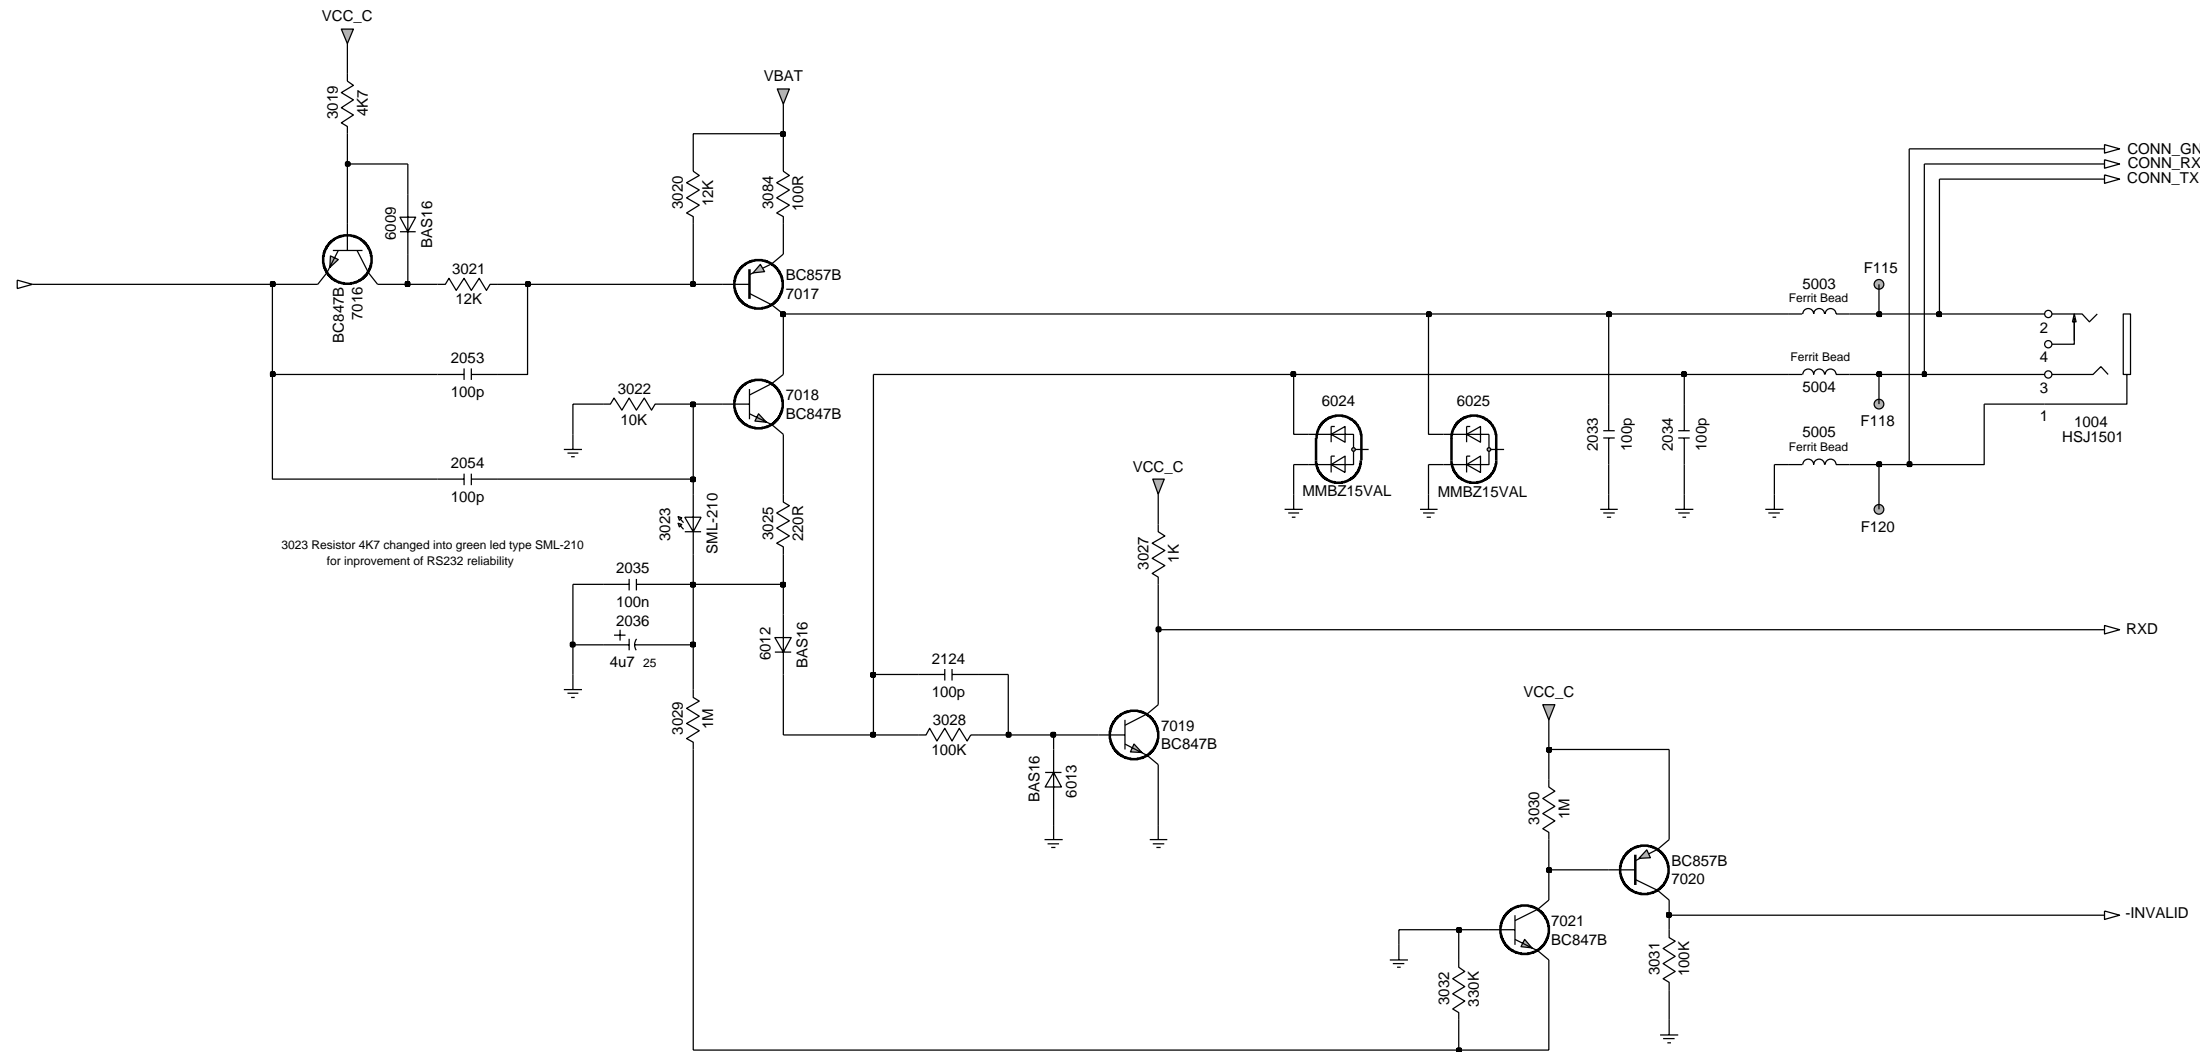 VCC_C
3019
4K7
6009
BAS16
BC847B
7016
3021
12K
2053
100p
2054
100p
3023 Resistor 4K7 changed into green led type SML-210
for inprovement of RS232 reliability
VBAT
3020
12K
3084
100R
BC857B
7017
3022
10K
7018
BC847B
3023
SML-210
3025
220R
2035
100n
2036
+
4u7 25
6012
BAS16
3029
1M
2124
100p
3028
100K
BAS16
6013
VCC_C
3027
1K
7019
BC847B
6024
MMBZ15VAL
6025
MMBZ15VAL
2033
100p
2034
100p
5003
Ferrit Bead
Ferrit Bead
5004
5005
Ferrit Bead
F115
F118
F120
CONN_GN
CONN_RX
CONN_TX
2
4
3
1
1004
HSJ1501
RXD
VCC_C
3030
1M
BC857B
7020
7021
BC847B
3032
330K
3031
100K
-INVALID